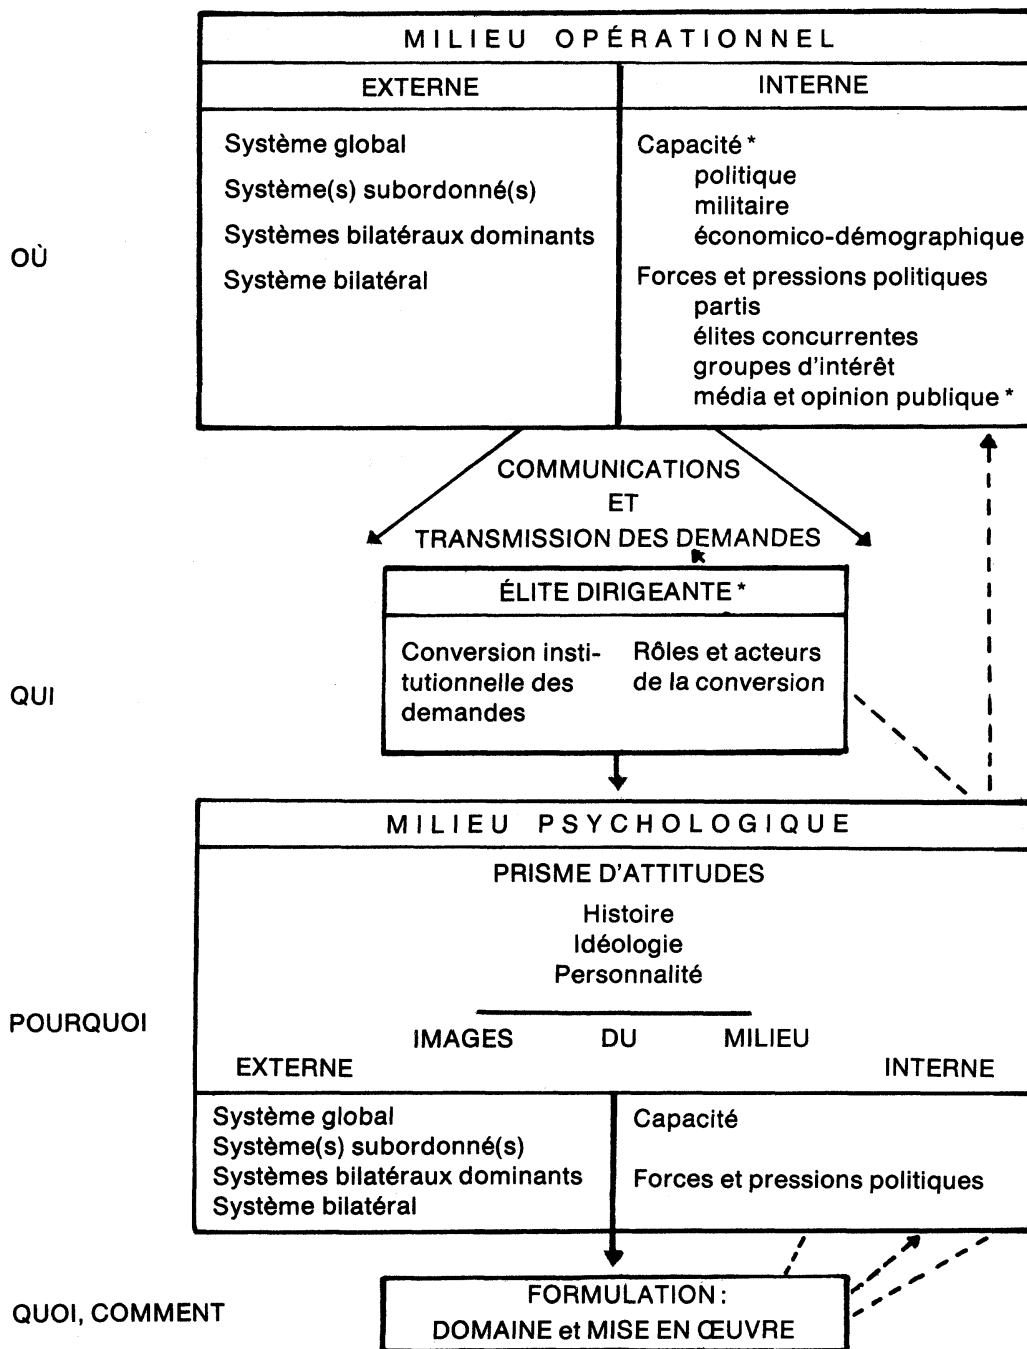 MILIEU OPÉRATIONNEL
EXTERNE
INTERNE
OÙ
Système global
Système(s) subordonné(s)
Systèmes bilatéraux dominants
Système bilatéral
Capacité *
politique
militaire
économico-démographique
Forces et pressions politiques
partis
élites concurrentes
groupes d'intérêt
média et opinion publique *
COMMUNICATIONS
ET
TRANSMISSION DES DEMANDES
QUI
ÉLITE DIRIGEANTE *
Conversion insti-
tutionnelle des
demandes
Rôles et acteurs
de la conversion
POURQUOI
MILIEU PSYCHOLOGIQUE
PRISME D'ATTITUDES
Histoire
Idéologie
Personnalité
IMAGES DU MILIEU
EXTERNE
INTERNE
Système global
Système(s) subordonné(s)
Systèmes bilatéraux dominants
Système bilatéral
Capacité
Forces et pressions politiques
QUOI, COMMENT
FORMULATION :
DOMAINE et MISE EN ŒUVRE